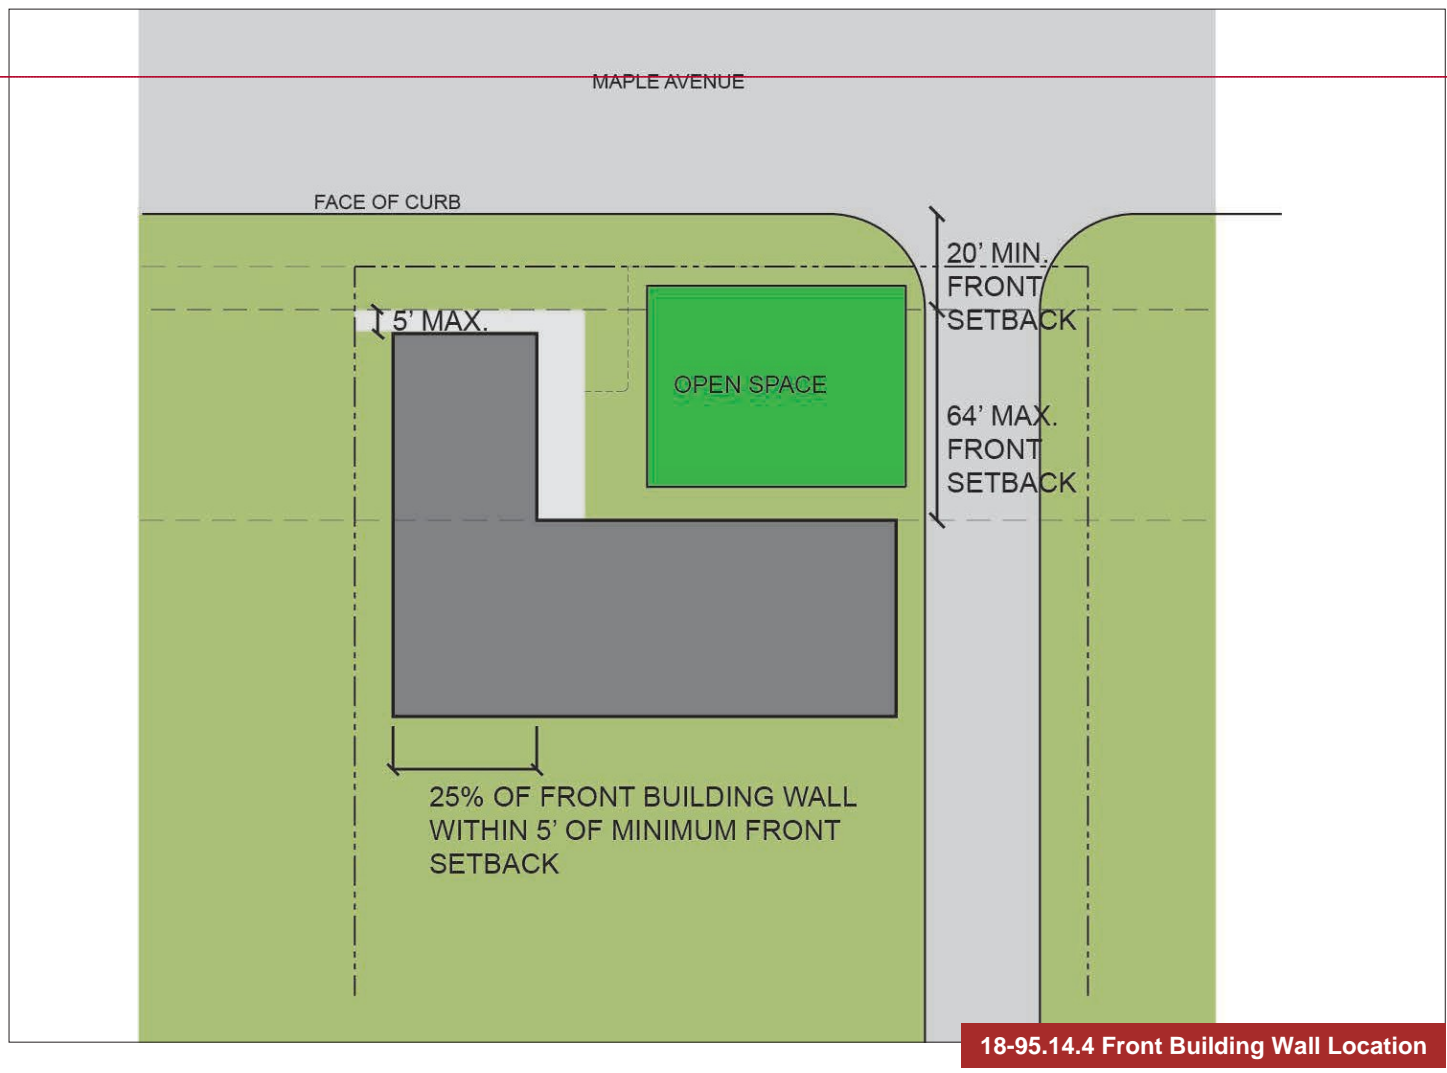 MAPLE AVENUE
FACE OF CURB
20’ MIN.
FRONT
SETBACK
5’ MAX.
OPEN SPACE
64’ MAX.
FRONT
SETBACK
25% OF FRONT BUILDING WALL
WITHIN 5’ OF MINIMUM FRONT
SETBACK
18-95.14.4 Front Building Wall Location